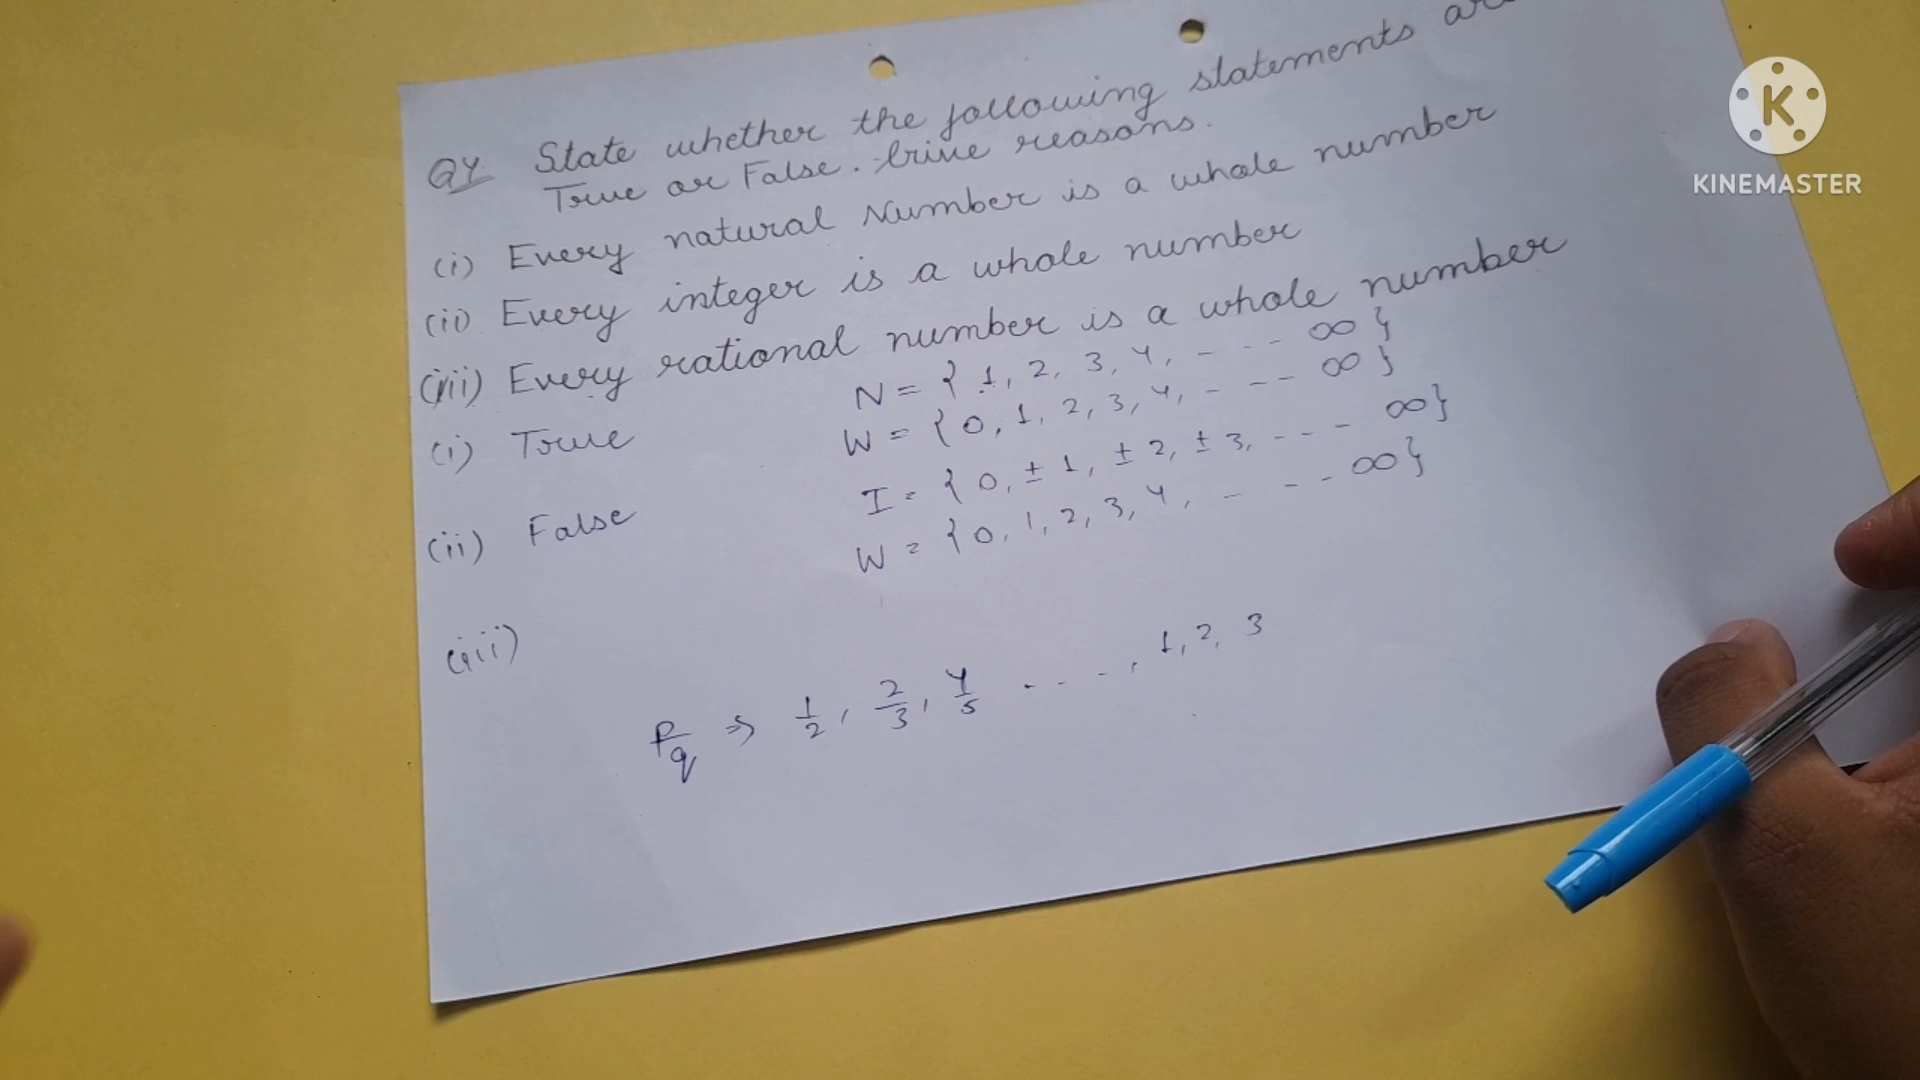 Q4 State whether the following statements are
True or False. Give reasons.
(i) Every natural Number is a whole number
(ii) Every integer is a whole number
(iii) Every rational number is a whole number
(i) True
N = { 1, 2, 3, 4, - - - ∞ }
W = { 0, 1, 2, 3, 4, - - - ∞ }
(ii) False
I = { 0, ± 1, ± 2, ± 3, - - - ∞ }
W = { 0, 1, 2, 3, 4, - - - ∞ }
(iii)
p/q ⇒ 1/2, 2/3, 4/5 - - - , 1, 2, 3
K
KINEMASTER